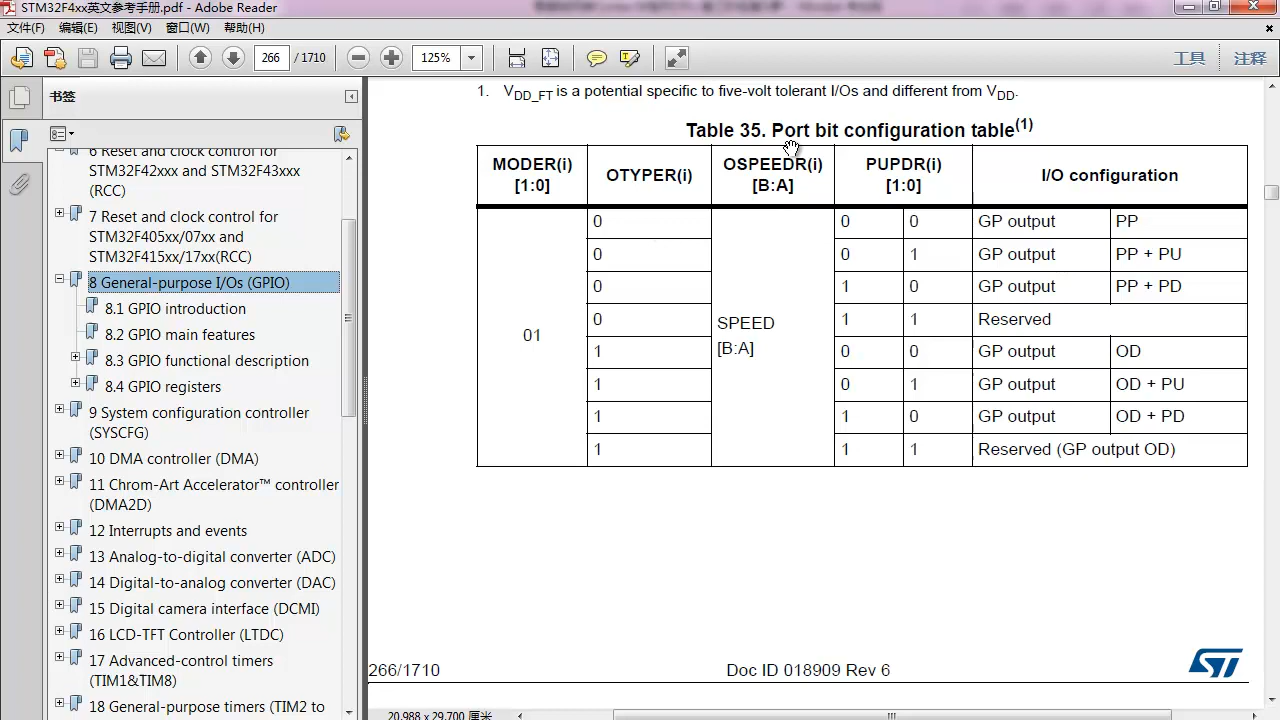 STM32F4xx英文参考手册.pdf - Adobe Reader
文件(F) 编辑(E) 视图(V) 窗口(W) 帮助(H)
266 / 1710 125% 工具 注释
书签
6 Reset and clock control for
STM32F42xxx and STM32F43xxx
(RCC)
7 Reset and clock control for
STM32F405xx/07xx and
STM32F415xx/17xx(RCC)
8 General-purpose I/Os (GPIO)
8.1 GPIO introduction
8.2 GPIO main features
8.3 GPIO functional description
8.4 GPIO registers
9 System configuration controller
(SYSCFG)
10 DMA controller (DMA)
11 Chrom-Art Accelerator™ controller
(DMA2D)
12 Interrupts and events
13 Analog-to-digital converter (ADC)
14 Digital-to-analog converter (DAC)
15 Digital camera interface (DCMI)
16 LCD-TFT Controller (LTDC)
17 Advanced-control timers
(TIM1&TIM8)
18 General-purpose timers (TIM2 to
1. VDD_FT is a potential specific to five-volt tolerant I/Os and different from VDD.
Table 35. Port bit configuration table(1)
MODER(i) [1:0] OTYPER(i) OSPEEDR(i) [B:A] PUPDR(i) [1:0] I/O configuration
01 SPEED [B:A]
0 0 0 GP output PP
0 0 1 GP output PP + PU
0 1 0 GP output PP + PD
0 1 1 Reserved
1 0 0 GP output OD
1 0 1 GP output OD + PU
1 1 0 GP output OD + PD
1 1 1 Reserved (GP output OD)
266/1710 Doc ID 018909 Rev 6 ST
20.988 x 29.700 厘米